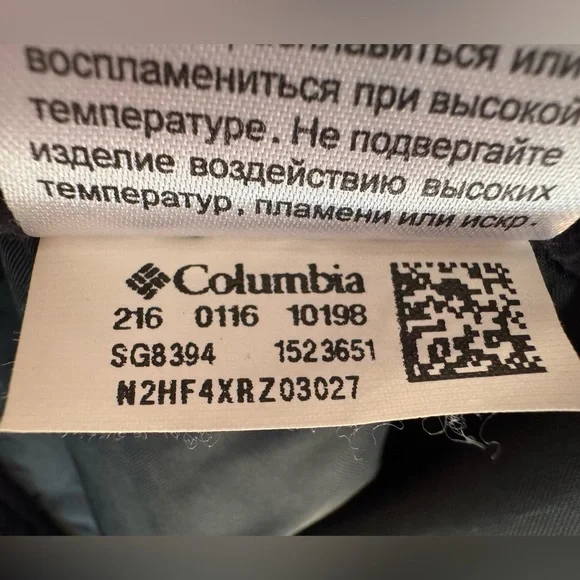 или
воспламениться при высокой
температуре. Не подвергайте
изделие воздействию высоких
температур, пламени или искр.
Columbia
216 0116 10198
SG8394 1523651
N2HF4XRZ03027